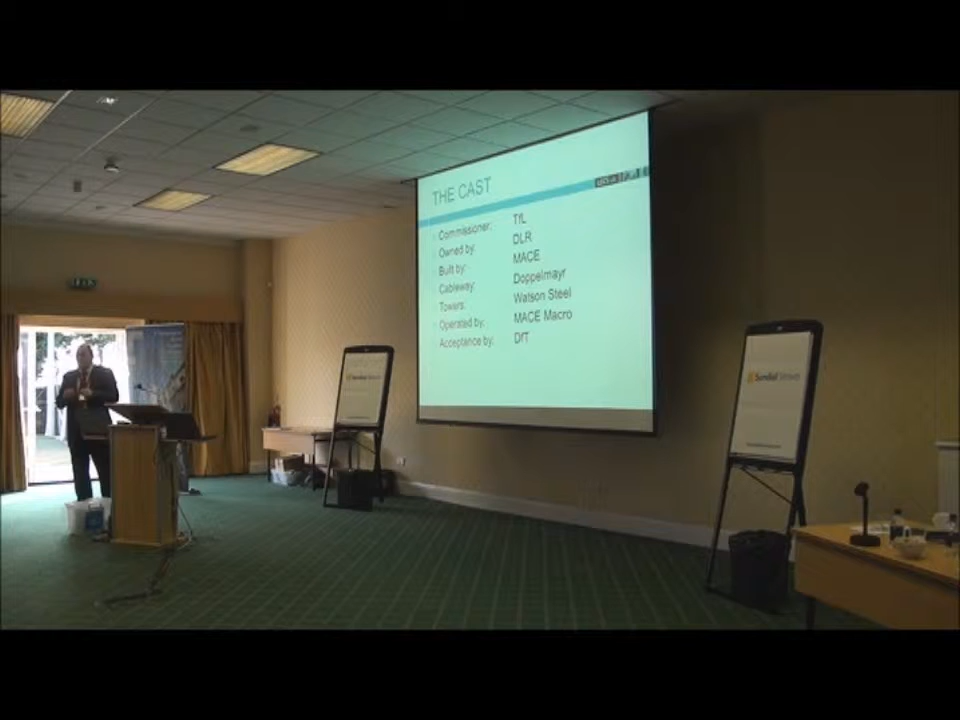 THE CAST
Commissioner: TfL
Owned by: DLR
Built by: MACE
Cableway: Doppelmayr
Towers: Watson Steel
Operated by: MACE Macro
Acceptance by: DfT
Sundial